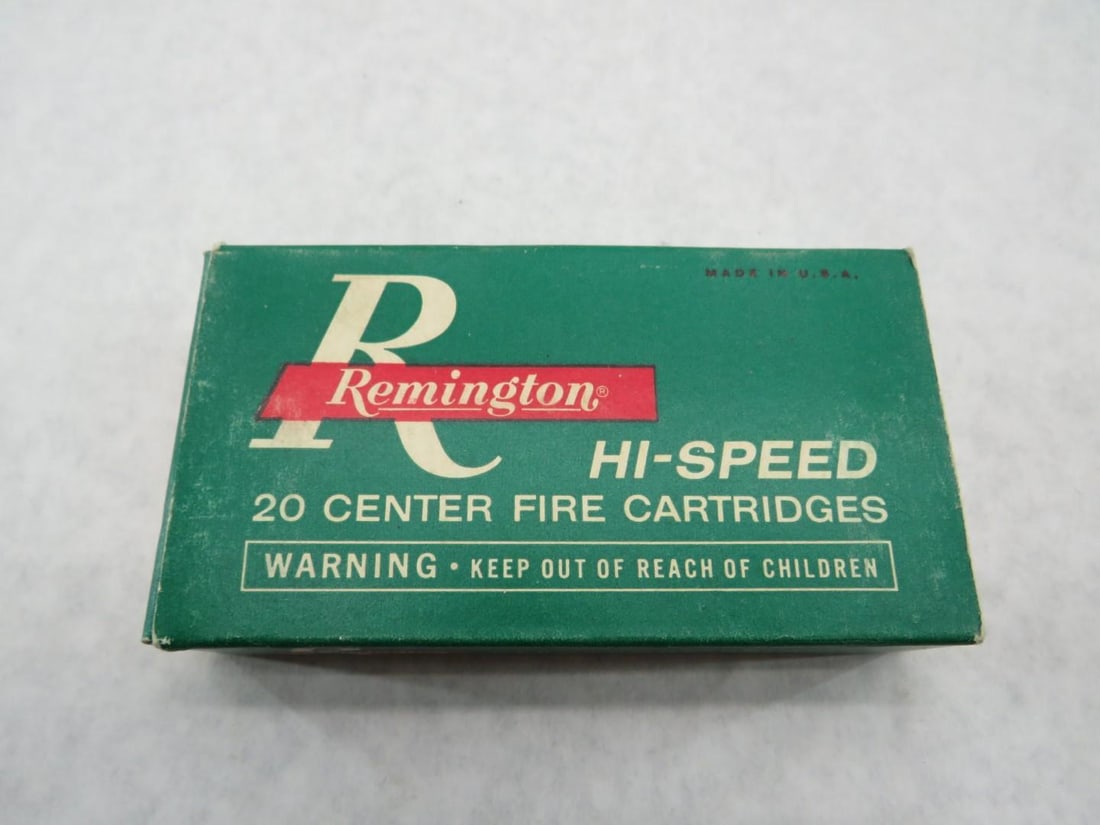 MADE IN U.S.A.
R
Remington®
HI-SPEED
20 CENTER FIRE CARTRIDGES
WARNING • KEEP OUT OF REACH OF CHILDREN